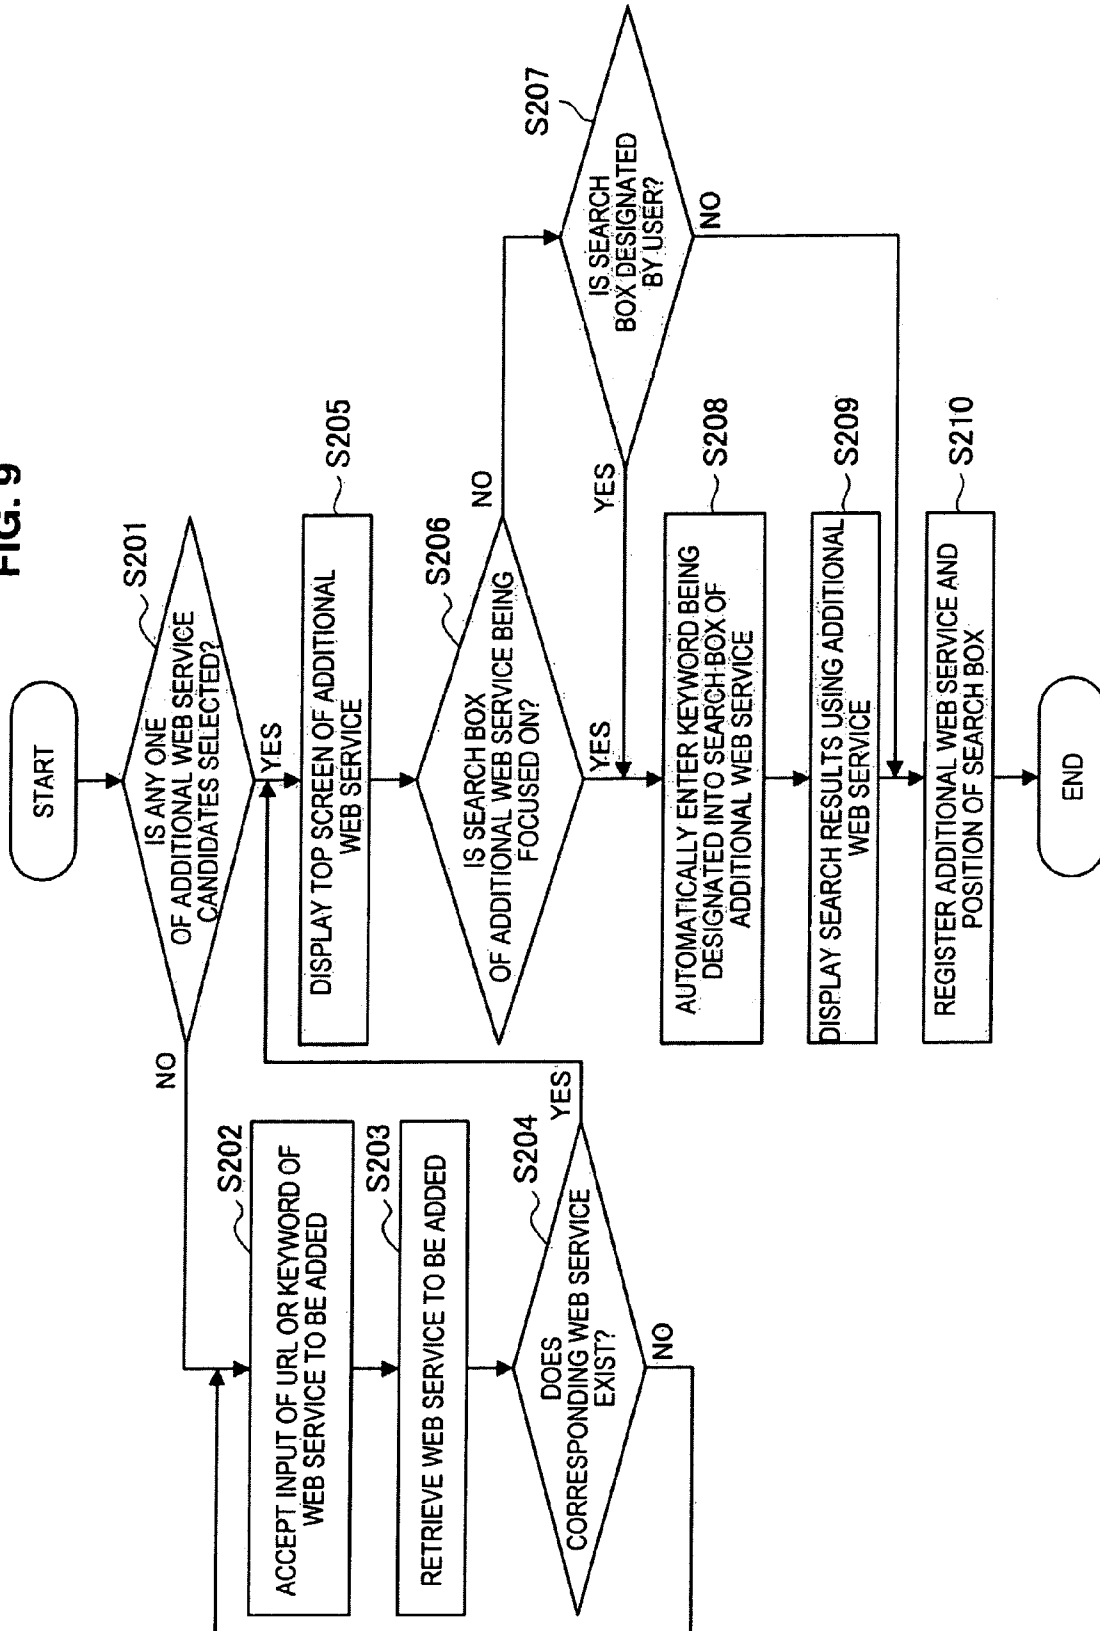 FIG. 9
START
S201
IS ANY ONE
OF ADDITIONAL WEB SERVICE
CANDIDATES SELECTED?
NO
YES
S202
ACCEPT INPUT OF URL OR KEYWORD OF
WEB SERVICE TO BE ADDED
S203
RETRIEVE WEB SERVICE TO BE ADDED
S204
DOES
CORRESPONDING WEB SERVICE
EXIST?
YES
NO
S205
DISPLAY TOP SCREEN OF ADDITIONAL
WEB SERVICE
S206
IS SEARCH BOX
OF ADDITIONAL WEB SERVICE BEING
FOCUSED ON?
NO
YES
S207
IS SEARCH
BOX DESIGNATED
BY USER?
YES
NO
S208
AUTOMATICALLY ENTER KEYWORD BEING
DESIGNATED INTO SEARCH BOX OF
ADDITIONAL WEB SERVICE
S209
DISPLAY SEARCH RESULTS USING ADDITIONAL
WEB SERVICE
S210
REGISTER ADDITIONAL WEB SERVICE AND
POSITION OF SEARCH BOX
END